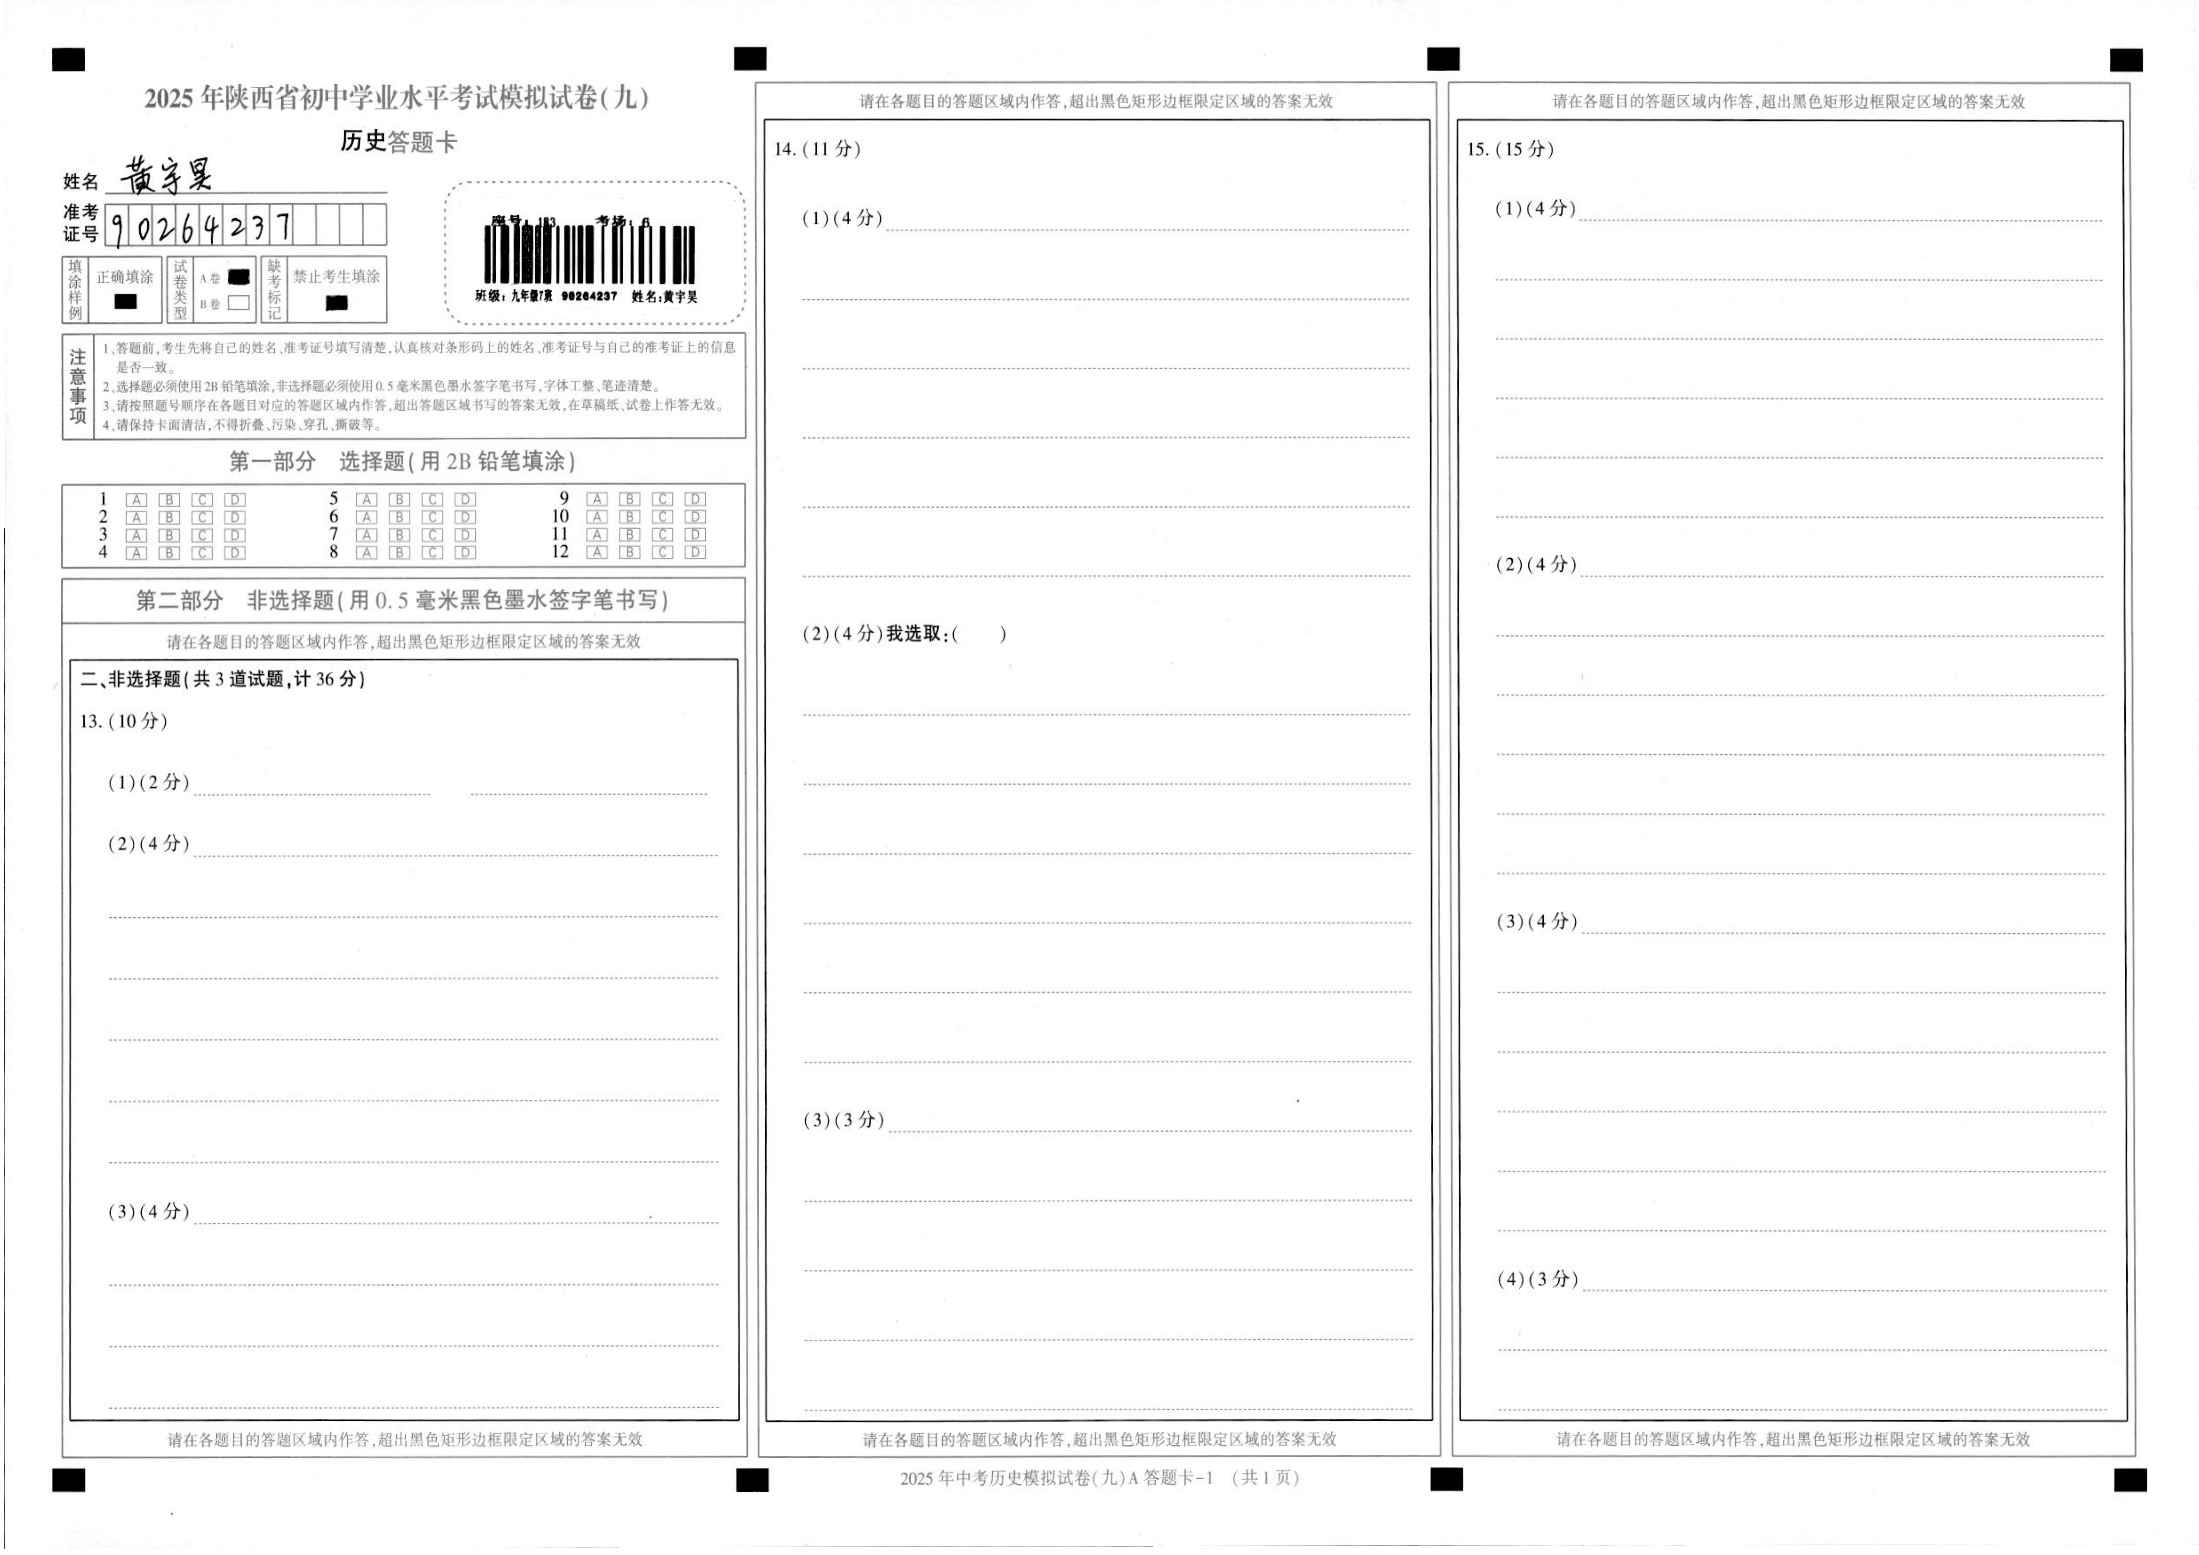 2025年陕西省初中学业水平考试模拟试卷(九)
历史答题卡
姓名 黄宇昊
准考证号 90264237
填涂样例 正确填涂
试卷类型 A卷 B卷
缺考标记 禁止考生填涂
座号:183 考场:6
班级:九年级7班 90264237 姓名:黄宇昊
注意事项
1、答题前,考生先将自己的姓名、准考证号填写清楚,认真核对条形码上的姓名、准考证号与自己的准考证上的信息
是否一致。
2、选择题必须使用2B铅笔填涂,非选择题必须使用0.5毫米黑色墨水签字笔书写,字体工整、笔迹清楚。
3、请按照题号顺序在各题目对应的答题区域内作答,超出答题区域书写的答案无效,在草稿纸、试卷上作答无效。
4、请保持卡面清洁,不得折叠、污染、穿孔、撕破等。
第一部分 选择题(用2B铅笔填涂)
1 A B C D 5 A B C D 9 A B C D
2 A B C D 6 A B C D 10 A B C D
3 A B C D 7 A B C D 11 A B C D
4 A B C D 8 A B C D 12 A B C D
第二部分 非选择题(用0.5毫米黑色墨水签字笔书写)
请在各题目的答题区域内作答,超出黑色矩形边框限定区域的答案无效
二、非选择题(共3道试题,计36分)
13.(10分)
(1)(2分)
(2)(4分)
(3)(4分)
请在各题目的答题区域内作答,超出黑色矩形边框限定区域的答案无效
请在各题目的答题区域内作答,超出黑色矩形边框限定区域的答案无效
14.(11分)
(1)(4分)
(2)(4分)我选取:( )
(3)(3分)
请在各题目的答题区域内作答,超出黑色矩形边框限定区域的答案无效
请在各题目的答题区域内作答,超出黑色矩形边框限定区域的答案无效
15.(15分)
(1)(4分)
(2)(4分)
(3)(4分)
(4)(3分)
请在各题目的答题区域内作答,超出黑色矩形边框限定区域的答案无效
2025年中考历史模拟试卷(九)A答题卡-1 (共1页)